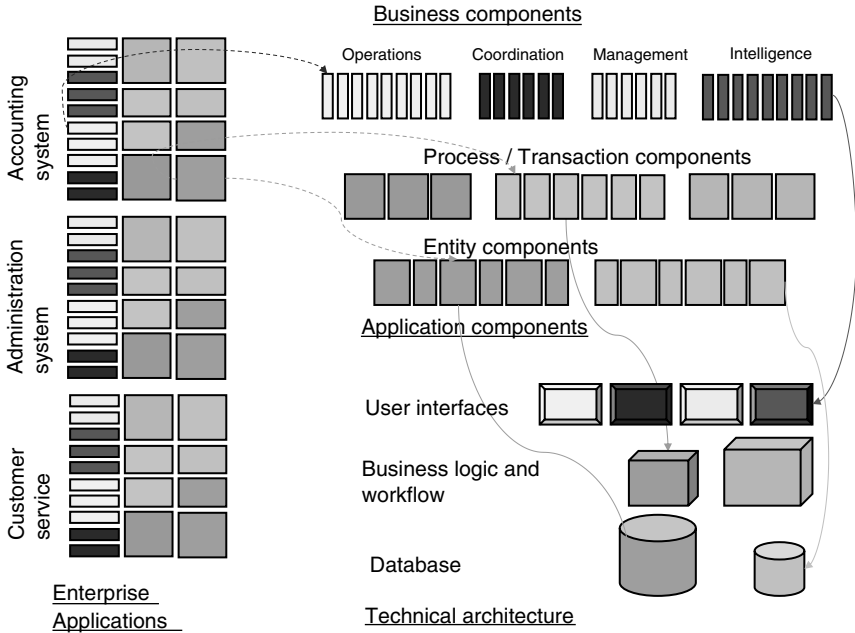 Business components
Operations
Coordination
Management
Intelligence
Accounting
system
Process / Transaction components
Entity components
Administration
system
Application components
User interfaces
Customer
service
Business logic and
workflow
Database
Enterprise
Applications
Technical architecture